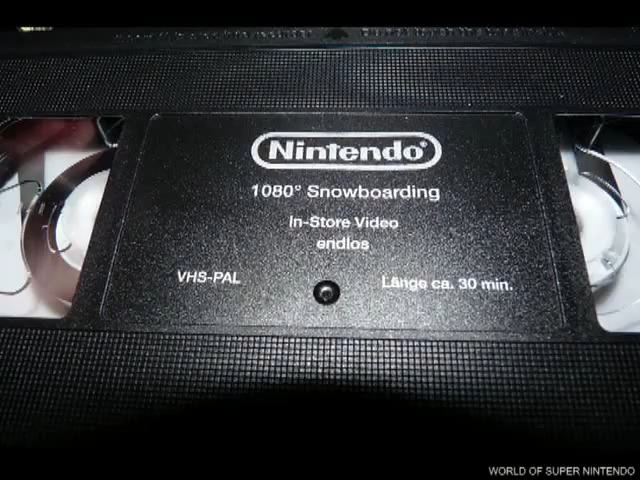 Nintendo®
1080° Snowboarding
In-Store Video
endlos
VHS-PAL
Länge ca. 30 min.
WORLD OF SUPER NINTENDO